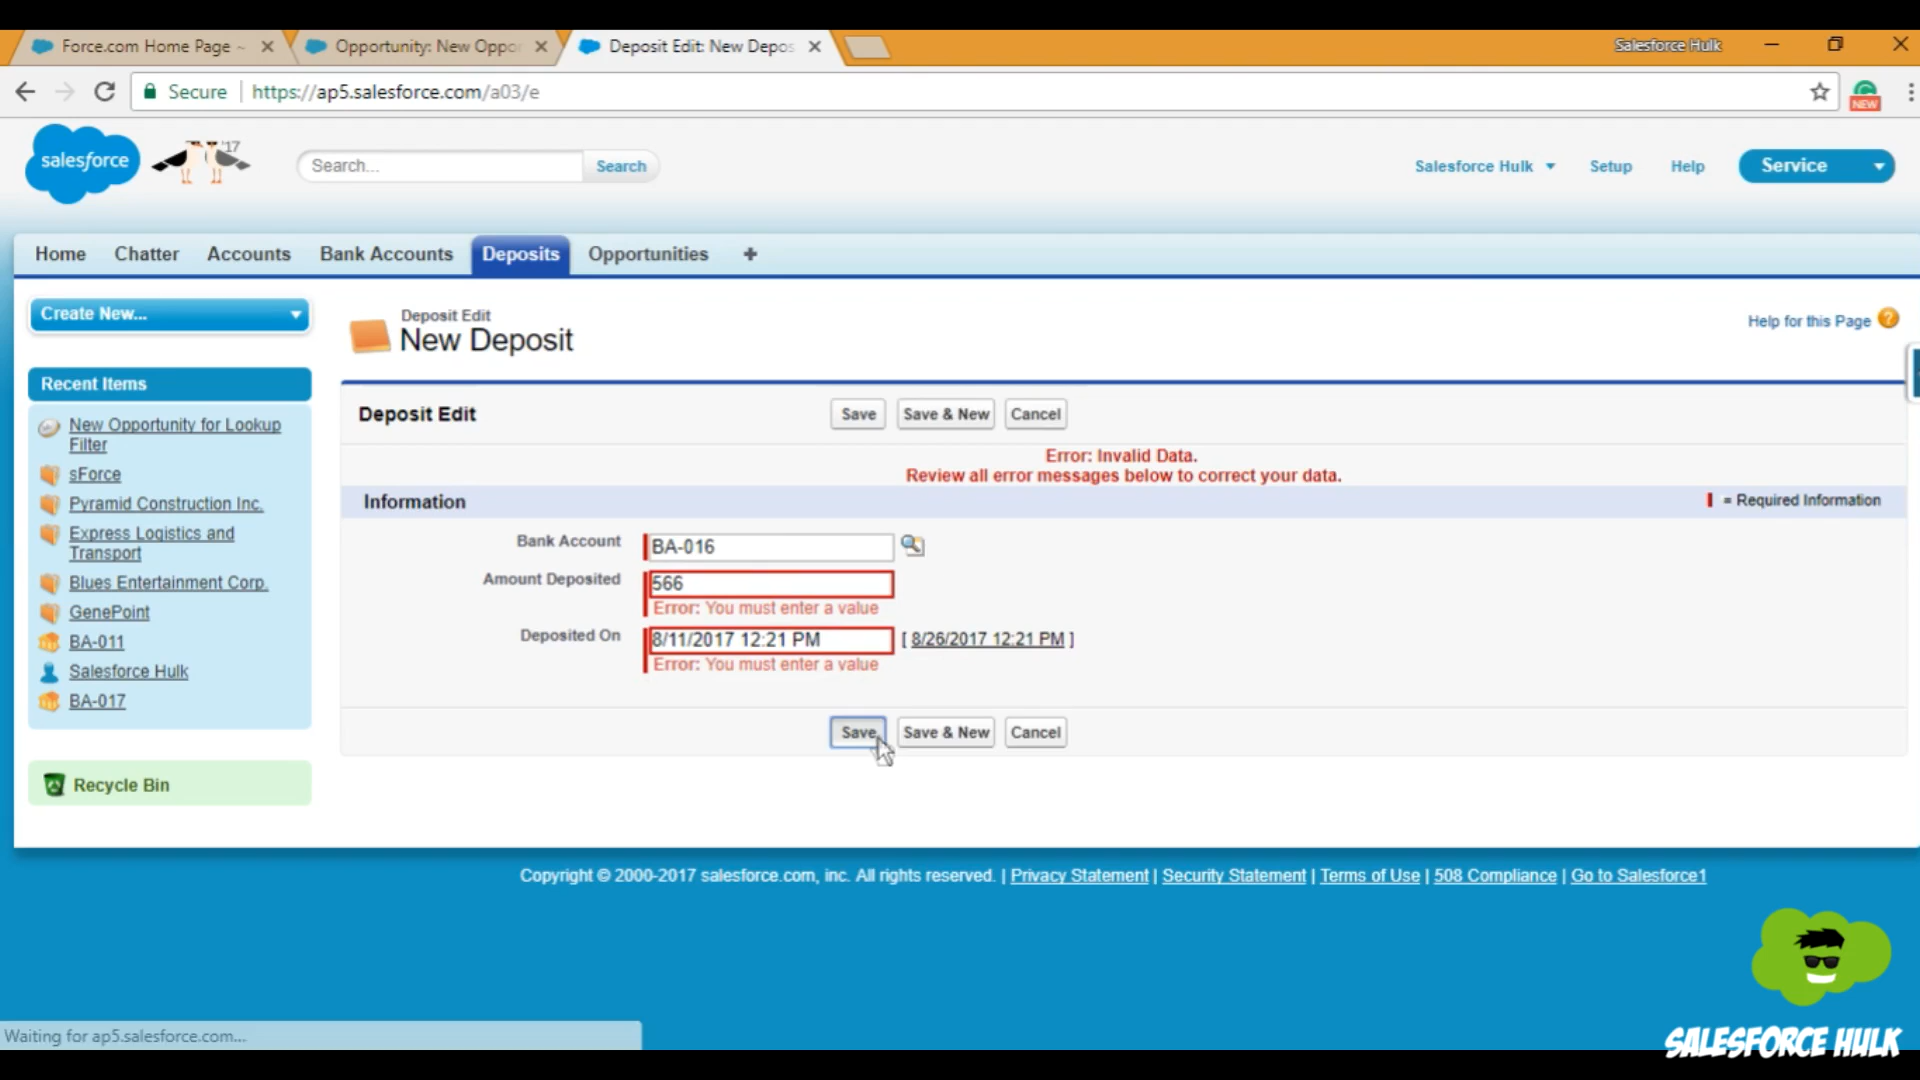 Force.com Home Page ~
Opportunity: New Oppor
Deposit Edit: New Depos
Salesforce Hulk
Secure
https://ap5.salesforce.com/a03/e
NEW
salesforce
'17
Search...
Search
Salesforce Hulk
Setup
Help
Service
Home
Chatter
Accounts
Bank Accounts
Deposits
Opportunities
+
Create New...
Recent Items
New Opportunity for Lookup
Filter
sForce
Pyramid Construction Inc.
Express Logistics and
Transport
Blues Entertainment Corp.
GenePoint
BA-011
Salesforce Hulk
BA-017
Recycle Bin
Deposit Edit
New Deposit
Help for this Page
?
Deposit Edit
Save
Save & New
Cancel
Error: Invalid Data.
Review all error messages below to correct your data.
Information
= Required Information
Bank Account
BA-016
Amount Deposited
566
Error: You must enter a value
Deposited On
8/11/2017 12:21 PM
[ 8/26/2017 12:21 PM ]
Error: You must enter a value
Save
Save & New
Cancel
Copyright © 2000-2017 salesforce.com, inc. All rights reserved. | Privacy Statement | Security Statement | Terms of Use | 508 Compliance | Go to Salesforce1
Waiting for ap5.salesforce.com...
SALESFORCE HULK